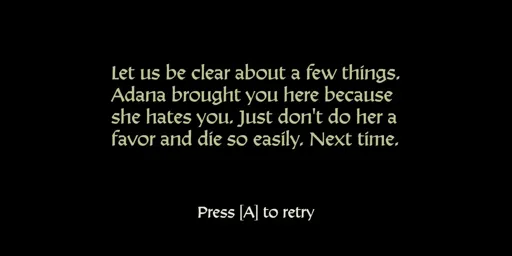 Let us be clear about a few things.
Adana brought you here because
she hates you. Just don't do her a
favor and die so easily. Next time.
Press [A] to retry